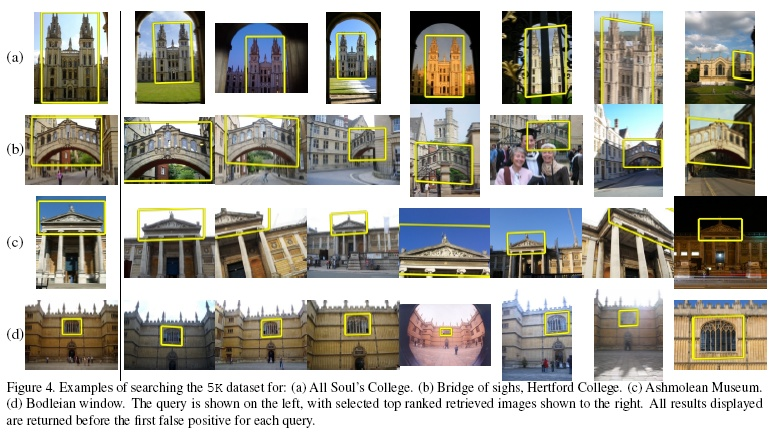 (a)
(b)
(c)
(d)
Figure 4. Examples of searching the 5K dataset for: (a) All Soul's College. (b) Bridge of sighs, Hertford College. (c) Ashmolean Museum.
(d) Bodleian window. The query is shown on the left, with selected top ranked retrieved images shown to the right. All results displayed
are returned before the first false positive for each query.